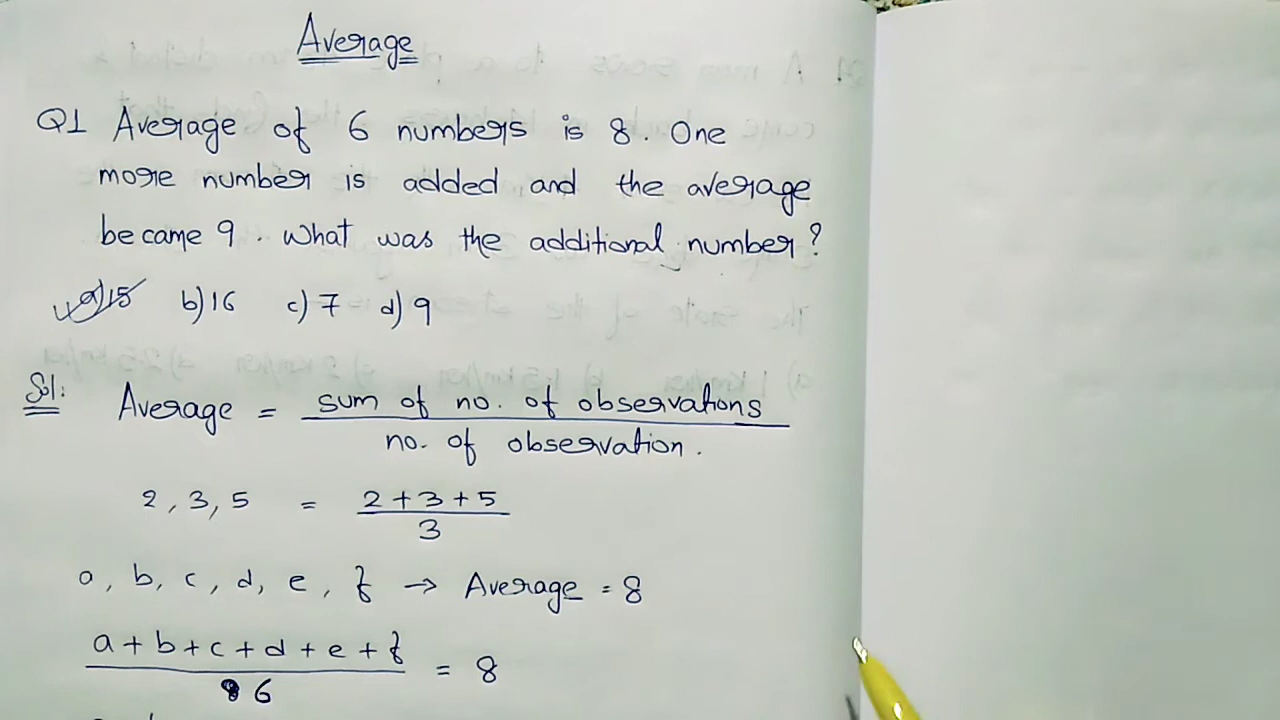 Average
Q1 Average of 6 numbers is 8. One
more number is added and the average
became 9. What was the additional number?
a) 15 b) 16 c) 7 d) 9
Sol:
Average = sum of no. of observations
no. of observation.
2, 3, 5 = 2 + 3 + 5
3
a, b, c, d, e, f → Average = 8
a + b + c + d + e + f
6 = 8